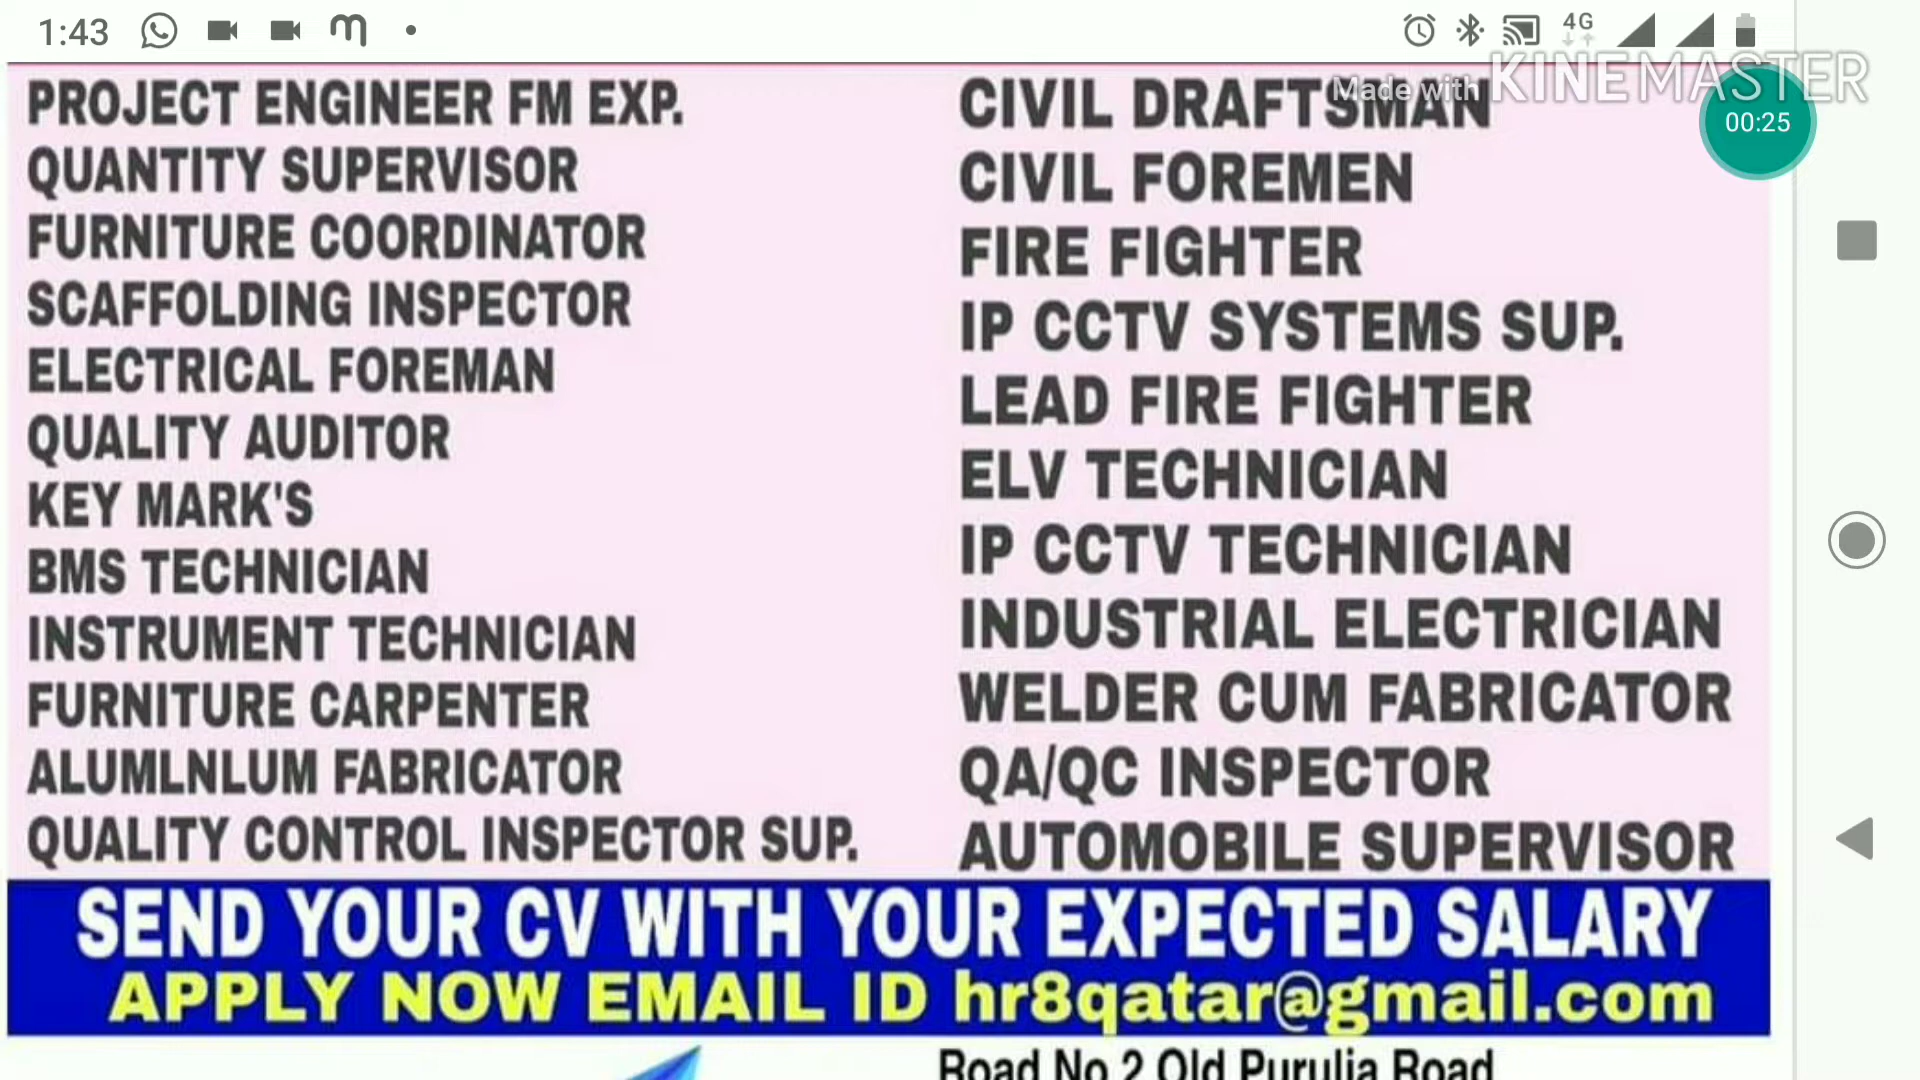 1:43
4G
Made with KINEMASTER
00:25
PROJECT ENGINEER FM EXP.
QUANTITY SUPERVISOR
FURNITURE COORDINATOR
SCAFFOLDING INSPECTOR
ELECTRICAL FOREMAN
QUALITY AUDITOR
KEY MARK'S
BMS TECHNICIAN
INSTRUMENT TECHNICIAN
FURNITURE CARPENTER
ALUMLNLUM FABRICATOR
QUALITY CONTROL INSPECTOR SUP.
CIVIL DRAFTSMAN
CIVIL FOREMEN
FIRE FIGHTER
IP CCTV SYSTEMS SUP.
LEAD FIRE FIGHTER
ELV TECHNICIAN
IP CCTV TECHNICIAN
INDUSTRIAL ELECTRICIAN
WELDER CUM FABRICATOR
QA/QC INSPECTOR
AUTOMOBILE SUPERVISOR
SEND YOUR CV WITH YOUR EXPECTED SALARY
APPLY NOW EMAIL ID hr8qatar@gmail.com
Road No 2 Old Purulia Road